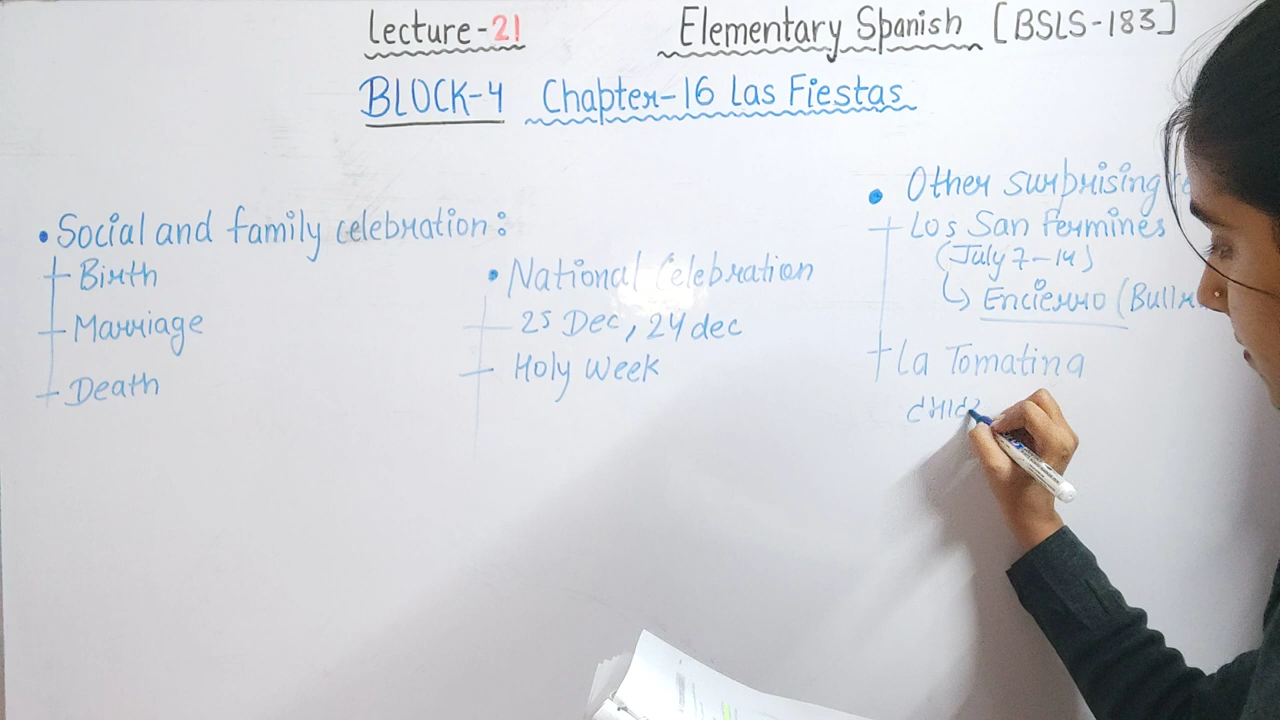 Lecture-21
Elementary Spanish [BSLS-183]
BLOCK-4 Chapter-16 Las Fiestas
• Social and family celebration:
Birth
Marriage
Death
• National Celebration
25 Dec, 24 dec
Holy Week
• Other surprising
Los San Fermines
(July 7-14)
↳ Encierro (Bull
La Tomatina